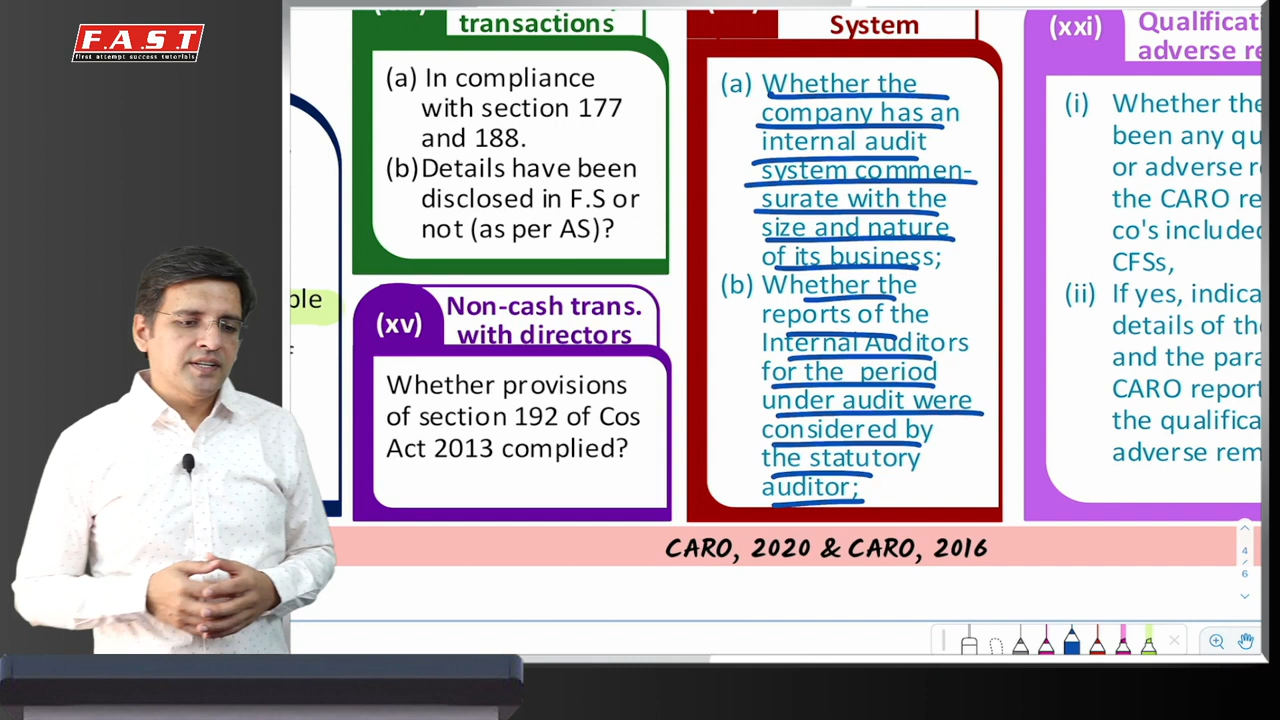 F.A.S.T
first attempt success tutorials
transactions
(a) In compliance
with section 177
and 188.
(b) Details have been
disclosed in F.S or
not (as per AS)?
ble
(xv)
Non-cash trans.
with directors
Whether provisions
of section 192 of Cos
Act 2013 complied?
System
(a) Whether the
company has an
internal audit
system commen-
surate with the
size and nature
of its business;
(b) Whether the
reports of the
Internal Auditors
for the period
under audit were
considered by
the statutory
auditor;
(xxi)
Qualificati
adverse re
(i) Whether the
been any qu
or adverse r
the CARO re
co's included
CFSs,
(ii) If yes, indica
details of the
and the para
CARO report
the qualifica
adverse rem
CARO, 2020 & CARO, 2016
4
/
6